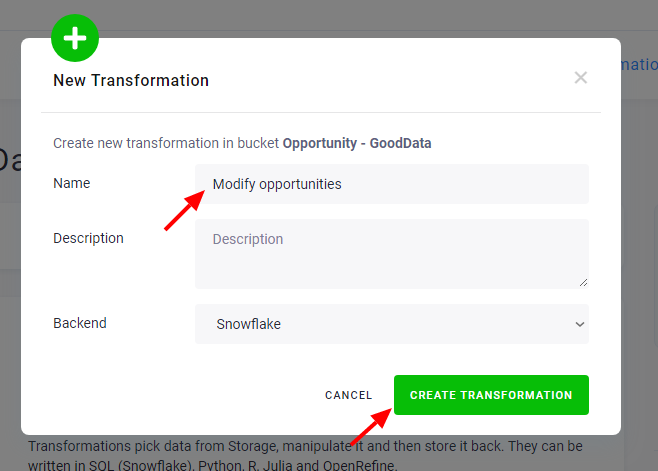 New Transformation
Create new transformation in bucket Opportunity - GoodData
Name
Modify opportunities
Description
Description
Backend
Snowflake
CANCEL
CREATE TRANSFORMATION
Transformations pick data from Storage, manipulate it and then store it back. They can be
written in SQL (Snowflake), Python, R, Julia and OpenRefine.